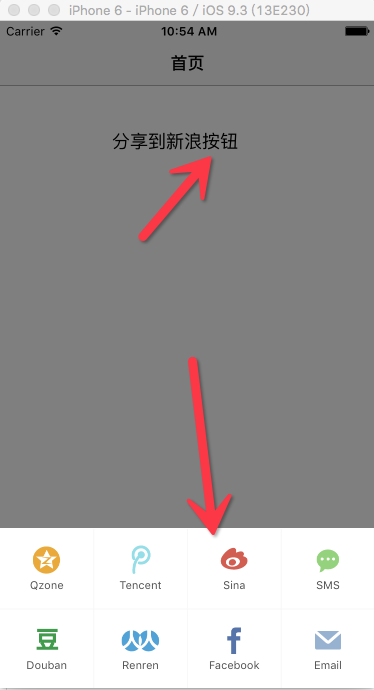 iPhone 6 - iPhone 6 / iOS 9.3 (13E230)
Carrier 10:54 AM
首页
分享到新浪按钮
Qzone Tencent Sina SMS
豆
Douban Renren Facebook Email